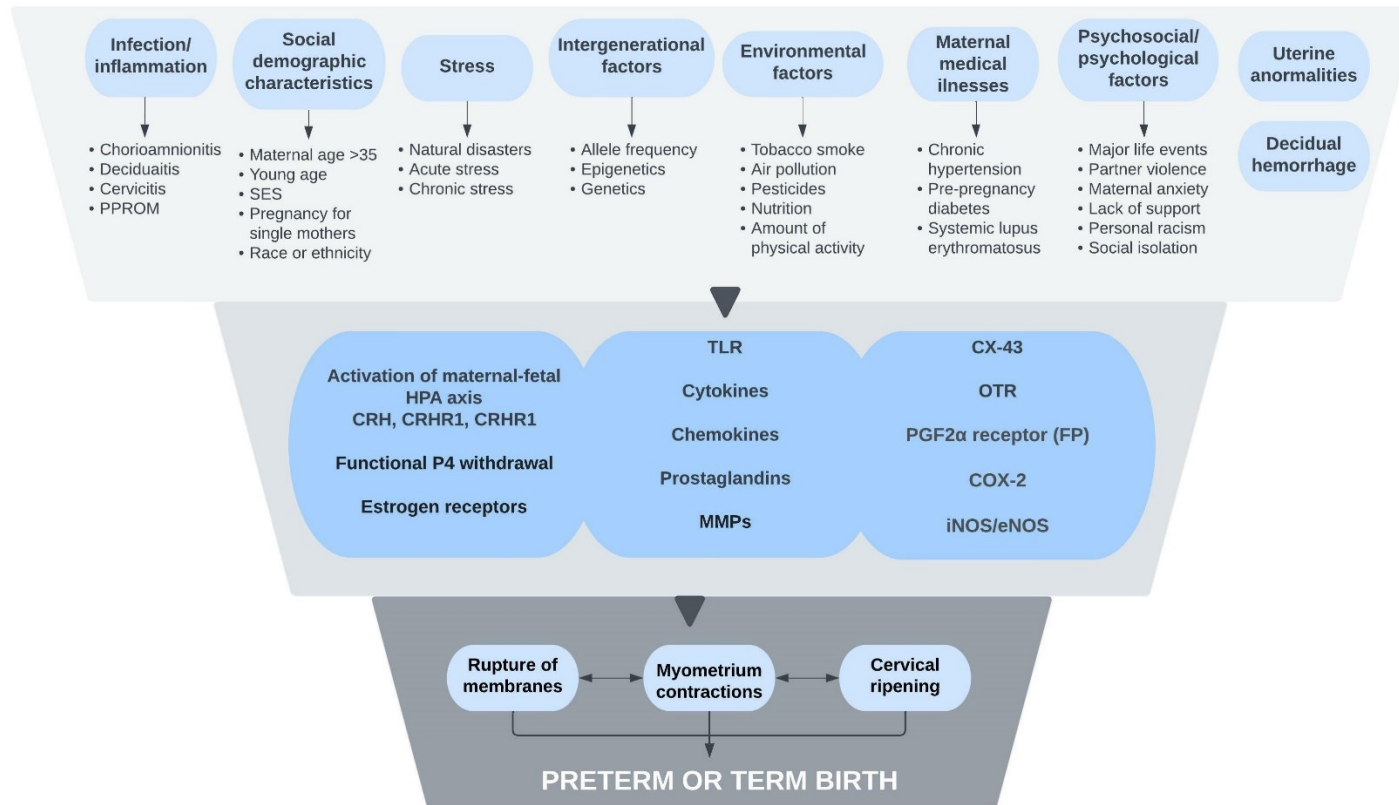 Infection/
inflammation
Social
demographic
characteristics
Stress
Intergenerational
factors
Environmental
factors
Maternal
medical
ilnesses
Psychosocial/
psychological
factors
Uterine
anormalities
Decidual
hemorrhage
• Chorioamnionitis
• Deciduaitis
• Cervicitis
• PPROM
• Maternal age >35
• Young age
• SES
• Pregnancy for
single mothers
• Race or ethnicity
• Natural disasters
• Acute stress
• Chronic stress
• Allele frequency
• Epigenetics
• Genetics
• Tobacco smoke
• Air pollution
• Pesticides
• Nutrition
• Amount of
physical activity
• Chronic
hypertension
• Pre-pregnancy
diabetes
• Systemic lupus
erythromatosus
• Major life events
• Partner violence
• Maternal anxiety
• Lack of support
• Personal racism
• Social isolation
Activation of maternal-fetal
HPA axis
CRH, CRHR1, CRHR1
Functional P4 withdrawal
Estrogen receptors
TLR
Cytokines
Chemokines
Prostaglandins
MMPs
CX-43
OTR
PGF2α receptor (FP)
COX-2
iNOS/eNOS
Rupture of
membranes
Myometrium
contractions
Cervical
ripening
PRETERM OR TERM BIRTH